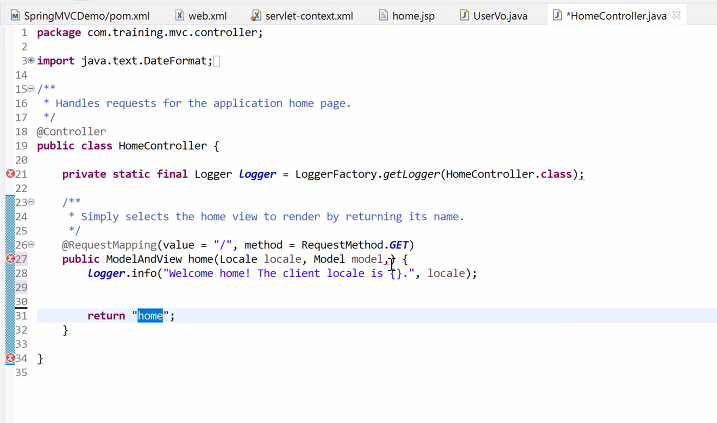 SpringMVCDemo/pom.xml web.xml servlet-context.xml home.jsp UserVo.java *HomeController.java
1 package com.training.mvc.controller;
2
3 import java.text.DateFormat;
14
15 /**
16 * Handles requests for the application home page.
17 */
18 @Controller
19 public class HomeController {
20
21 private static final Logger logger = LoggerFactory.getLogger(HomeController.class);
22
23 /**
24 * Simply selects the home view to render by returning its name.
25 */
26 @RequestMapping(value = "/", method = RequestMethod.GET)
27 public ModelAndView home(Locale locale, Model model,) {
28 logger.info("Welcome home! The client locale is {}.", locale);
29
30
31 return "home";
32 }
33
34 }
35